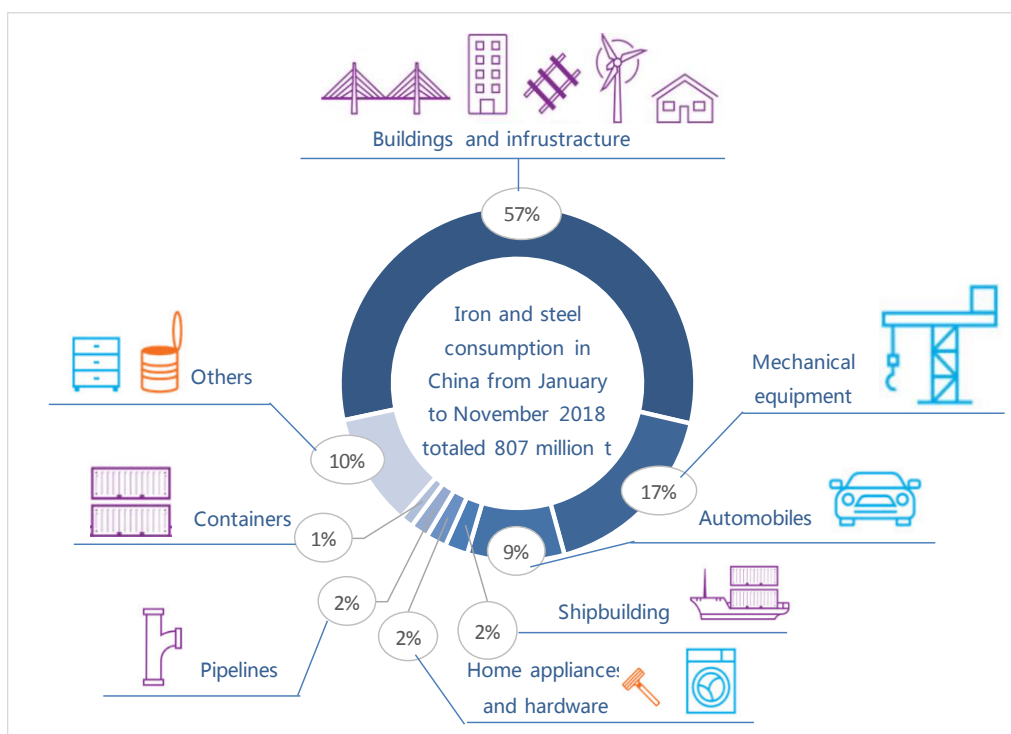 Buildings and infrustracture
57%
Iron and steel
consumption in
China from January
to November 2018
totaled 807 million t
Mechanical
equipment
17%
Automobiles
9%
Shipbuilding
2%
Home appliances
and hardware
2%
Pipelines
2%
Containers
1%
Others
10%